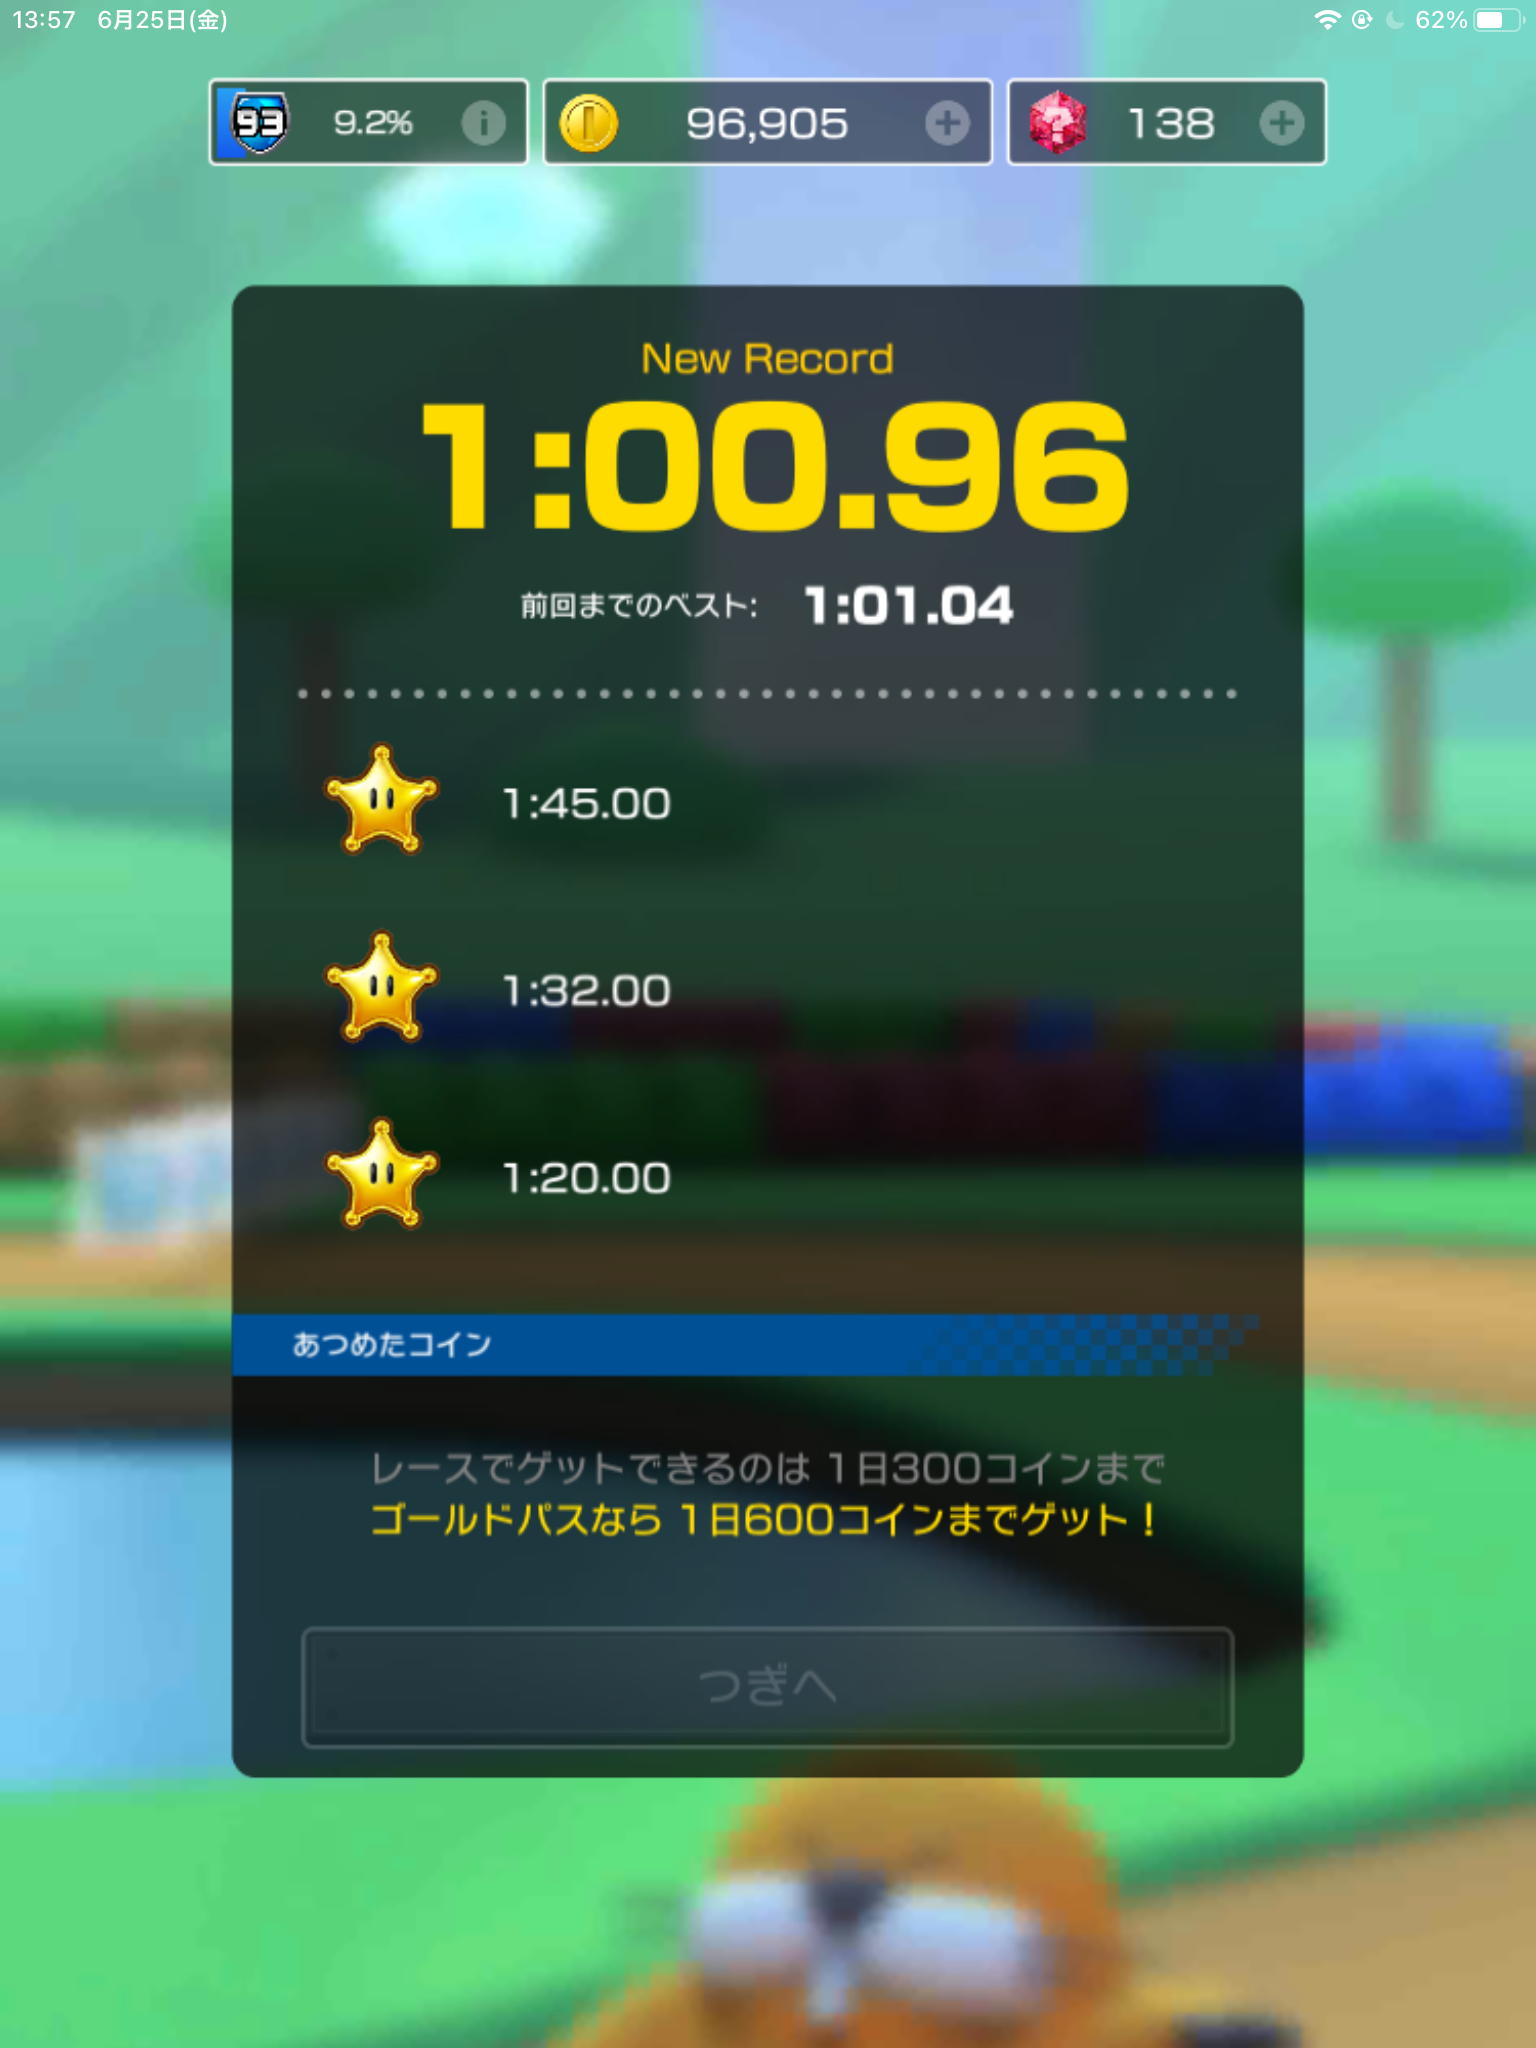 13:57 6月25日(金) 62%
93 9.2% 96,905 138
New Record
1:00.96
前回までのベスト: 1:01.04
1:45.00
1:32.00
1:20.00
あつめたコイン
レースでゲットできるのは 1日300コインまで
ゴールドパスなら 1日600コインまでゲット！
つぎへ